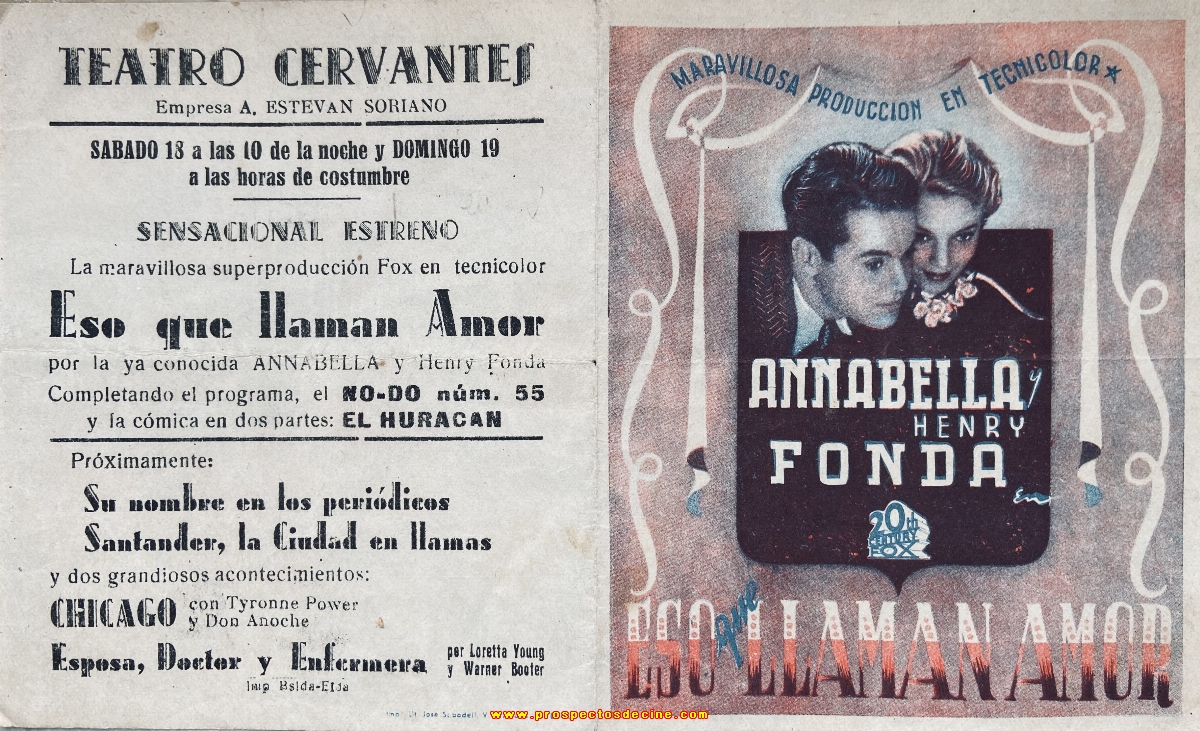 TEATRO CERVANTES
Empresa A. ESTEVAN SORIANO
SABADO 18 a las 10 de la noche y DOMINGO 19
a las horas de costumbre
SENSACIONAL ESTRENO
La maravillosa superproducción Fox en tecnicolor
Eso que llaman Amor
por la ya conocida ANNABELLA y Henry Fonda
Completando el programa, el NO-DO núm. 55
y la cómica en dos partes: EL HURACAN
Próximamente:
Su nombre en los periódicos
Santander, la Ciudad en llamas
y dos grandiosos acontecimientos:
CHICAGO con Tyronne Power
y Don Anoche
Esposa, Doctor y Enfermera por Loretta Young
y Warner Booter
Imp Bslda-Elda
José Sabadell V
MARAVILLOSA PRODUCCION EN TECNICOLOR
ANNABELLA y
HENRY
FONDA
en
20th
CENTURY
FOX
ESO que LLAMAN AMOR
www.prospectosdecine.com